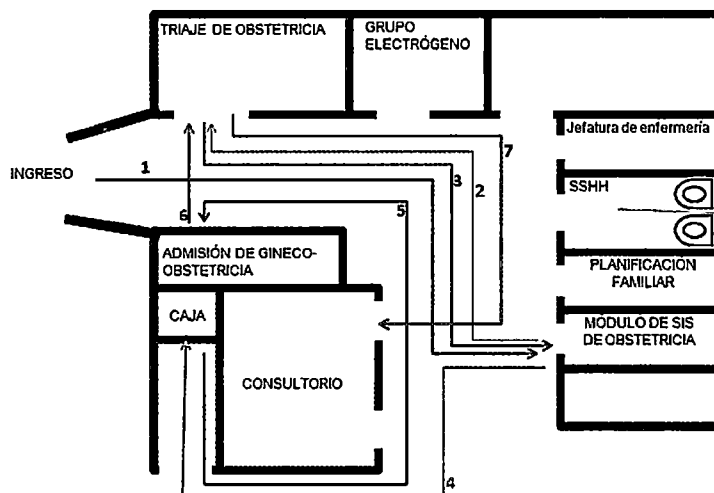 TRIAJE DE OBSTETRICIA
GRUPO
ELECTRÓGENO
Jefatura de enfermería
7
INGRESO
1
3
2
SSHH
6
5
ADMISIÓN DE GINECO-
OBSTETRICIA
PLANIFICACIÓN
FAMILIAR
CAJA
MÓDULO DE SIS
DE OBSTETRICIA
CONSULTORIO
4